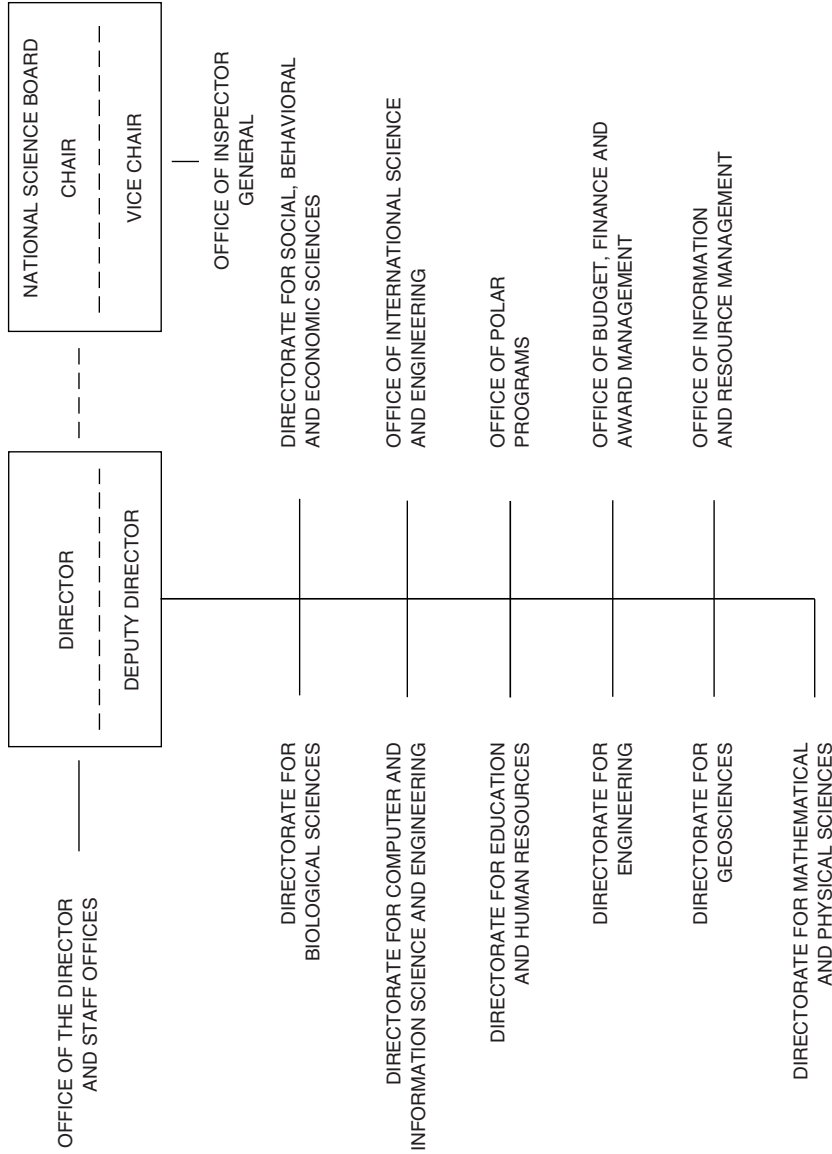 OFFICE OF THE DIRECTOR
AND STAFF OFFICES
DIRECTOR
DEPUTY DIRECTOR
NATIONAL SCIENCE BOARD
CHAIR
VICE CHAIR
OFFICE OF INSPECTOR
GENERAL
DIRECTORATE FOR
BIOLOGICAL SCIENCES
DIRECTORATE FOR SOCIAL, BEHAVIORAL
AND ECONOMIC SCIENCES
DIRECTORATE FOR COMPUTER AND
INFORMATION SCIENCE AND ENGINEERING
OFFICE OF INTERNATIONAL SCIENCE
AND ENGINEERING
DIRECTORATE FOR EDUCATION
AND HUMAN RESOURCES
OFFICE OF POLAR
PROGRAMS
DIRECTORATE FOR
ENGINEERING
OFFICE OF BUDGET, FINANCE AND
AWARD MANAGEMENT
DIRECTORATE FOR
GEOSCIENCES
OFFICE OF INFORMATION
AND RESOURCE MANAGEMENT
DIRECTORATE FOR MATHEMATICAL
AND PHYSICAL SCIENCES